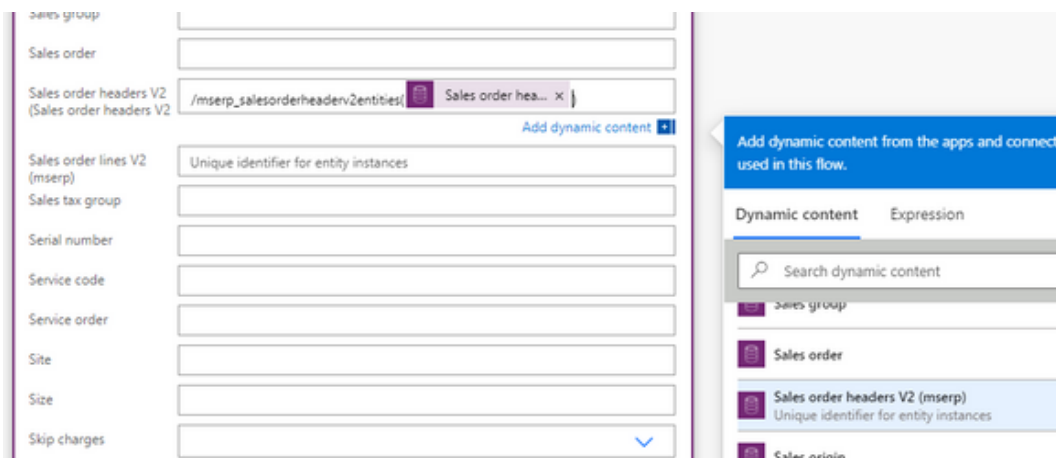 Sales group
Sales order
Sales order headers V2
(Sales order headers V2
/mserp_salesorderheaderv2entities( Sales order hea... × )
Add dynamic content
Sales order lines V2
(mserp)
Unique identifier for entity instances
Sales tax group
Serial number
Service code
Service order
Site
Size
Skip charges
Add dynamic content from the apps and connect
used in this flow.
Dynamic content Expression
Search dynamic content
Sales group
Sales order
Sales order headers V2 (mserp)
Unique identifier for entity instances
Sales origin